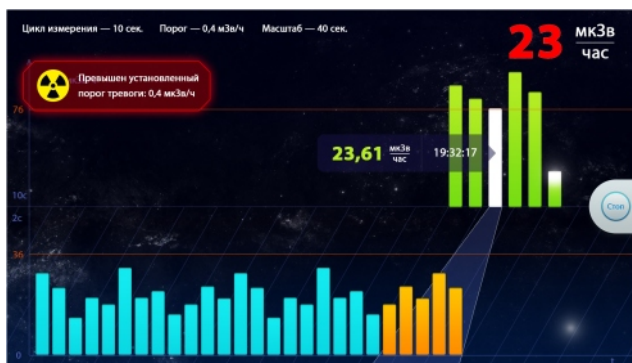 Цикл измерения — 10 сек. Порог — 0,4 мЗв/ч Масштаб — 40 сек.
23 мкЗв
час
Превышен установленный
порог тревоги: 0,4 мкЗв/ч
76
23,61 мкЗв
час
19:32:17
10с
2с
Стоп
36
0